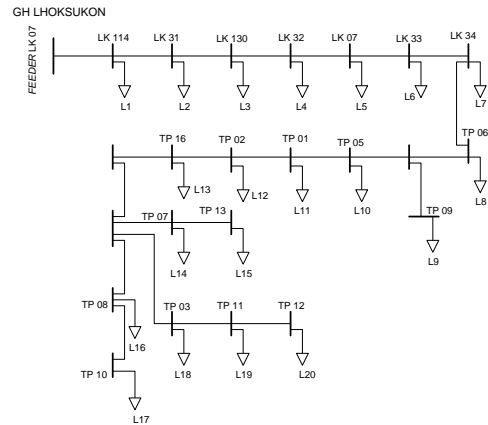 GH LHOKSUKON
FEEDER LK 07
LK 114
LK 31
LK 130
LK 32
LK 07
LK 33
LK 34
L1
L2
L3
L4
L5
L6
L7
TP 06
TP 16
TP 02
TP 01
TP 05
L13
L12
L11
L10
L8
TP 09
L9
TP 07
TP 13
L14
L15
TP 08
L16
TP 03
TP 11
TP 12
L18
L19
L20
TP 10
L17